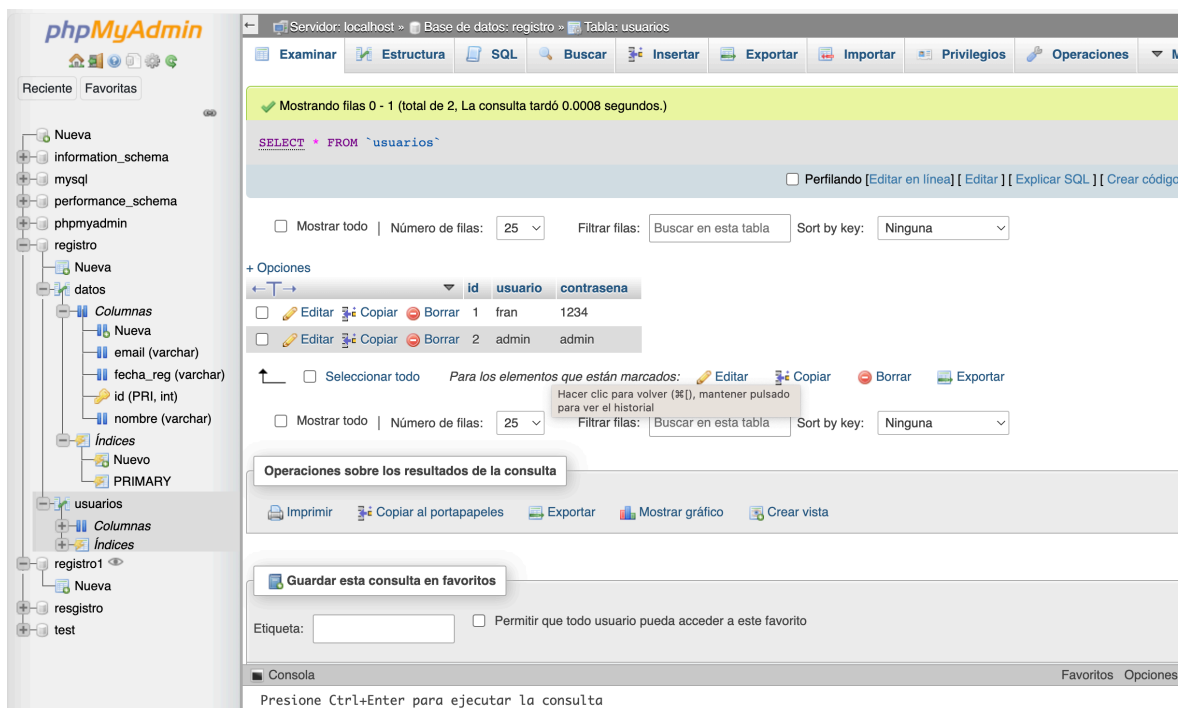 phpMyAdmin
Reciente Favoritas
Nueva
information_schema
mysql
performance_schema
phpmyadmin
registro
Nueva
datos
Columnas
Nueva
email (varchar)
fecha_reg (varchar)
id (PRI, int)
nombre (varchar)
Índices
Nuevo
PRIMARY
usuarios
Columnas
Índices
registro1
Nueva
resgistro
test
Servidor: localhost » Base de datos: registro » Tabla: usuarios
Examinar Estructura SQL Buscar Insertar Exportar Importar Privilegios Operaciones
Mostrando filas 0 - 1 (total de 2, La consulta tardó 0.0008 segundos.)
SELECT * FROM `usuarios`
Perfilando [Editar en línea] [ Editar ] [ Explicar SQL ] [ Crear código
Mostrar todo | Número de filas: 25 Filtrar filas: Buscar en esta tabla Sort by key: Ninguna
+ Opciones
←T→ id usuario contrasena
Editar Copiar Borrar 1 fran 1234
Editar Copiar Borrar 2 admin admin
Seleccionar todo Para los elementos que están marcados: Editar Copiar Borrar Exportar
Hacer clic para volver (⌘[), mantener pulsado
para ver el historial
Mostrar todo | Número de filas: 25 Filtrar filas: Buscar en esta tabla Sort by key: Ninguna
Operaciones sobre los resultados de la consulta
Imprimir Copiar al portapapeles Exportar Mostrar gráfico Crear vista
Guardar esta consulta en favoritos
Etiqueta: Permitir que todo usuario pueda acceder a este favorito
Consola Favoritos Opciones
Presione Ctrl+Enter para ejecutar la consulta